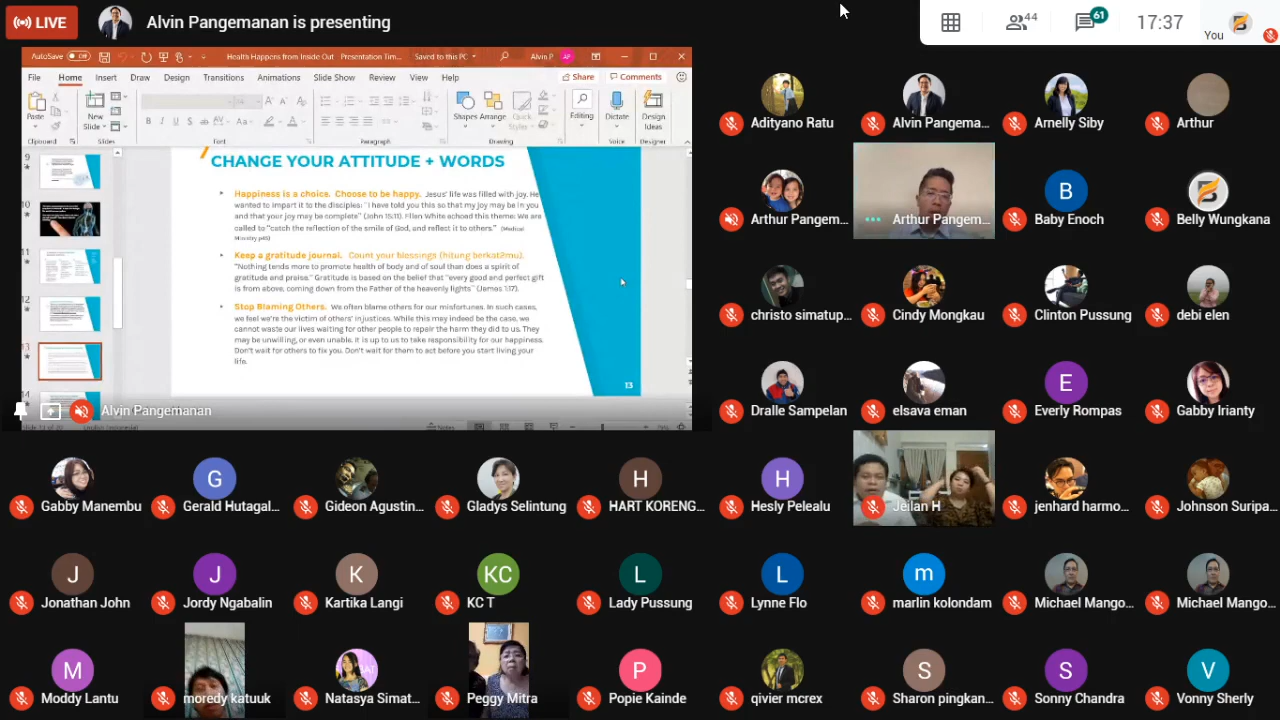 LIVE
Alvin Pangemanan is presenting
44
61
17:37
You
AutoSave Off
Health Happens from Inside Out Presentation Tim...
Saved to this PC
Alvin P
AP
File Home Insert Draw Design Transitions Animations Slide Show Review View Help
Share
Comments
Paste
New
Slide
Shapes Arrange
Quick
Styles
Editing
Dictate
Design
Ideas
Clipboard
Slides
Font
Paragraph
Drawing
Voice
Designer
9
10
11
12
13
14
CHANGE YOUR ATTITUDE + WORDS
Happiness is a choice. Choose to be happy. Jesus' life was filled with joy. He
wanted to impart it to the disciples: "I have told you this so that my joy may be in you
and that your joy may be complete" (John 15:11). Ellen White echoed this theme: We are
called to "catch the reflection of the smile of God, and reflect it to others." (Medical
Ministry p45)
Keep a gratitude journal. Count your blessings (hitung berkat2mu).
"Nothing tends more to promote health of body and of soul than does a spirit of
gratitude and praise." Gratitude is based on the belief that "every good and perfect gift
is from above, coming down from the Father of the heavenly lights" (James 1:17).
Stop Blaming Others. We often blame others for our misfortunes. In such cases,
we feel we're the victim of others' injustices. While this may indeed be the case, we
cannot waste our lives waiting for other people to repair the harm they did to us. They
may be unwilling, or even unable. It is up to us to take responsibility for our happiness.
Don't wait for others to fix you. Don't wait for them to act before you start living your
life.
13
Alvin Pangemanan
Notes
Adityano Ratu
Alvin Pangema...
Arnelly Siby
Arthur
Arthur Pangem...
Arthur Pangem...
B
Baby Enoch
Belly Wungkana
christo simatup...
Cindy Mongkau
Clinton Pussung
debi elen
Dralle Sampelan
elsava eman
E
Everly Rompas
Gabby Irianty
Gabby Manembu
G
Gerald Hutagal...
Gideon Agustin...
Gladys Selintung
H
HART KORENG...
H
Hesly Pelealu
Jeilan H
jenhard harmo...
Johnson Suripa...
J
Jonathan John
J
Jordy Ngabalin
K
Kartika Langi
KC
KC T
L
Lady Pussung
L
Lynne Flo
m
marlin kolondam
Michael Mango...
Michael Mango...
M
Moddy Lantu
moredy katuuk
Natasya Simat...
Peggy Mitra
P
Popie Kainde
qivier mcrex
S
Sharon pingkan...
S
Sonny Chandra
V
Vonny Sherly